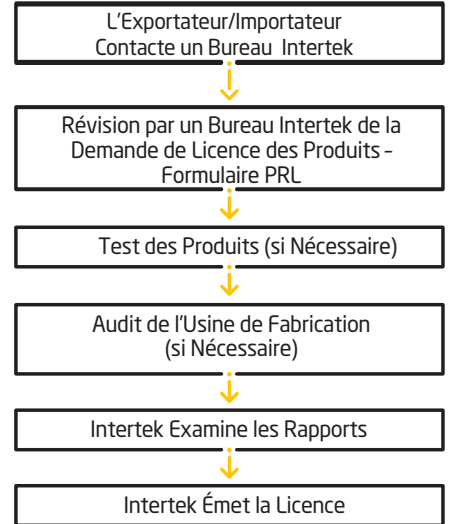 L'Exportateur/Importateur
Contacte un Bureau Intertek
Révision par un Bureau Intertek de la
Demande de Licence des Produits –
Formulaire PRL
Test des Produits (si Nécessaire)
Audit de l'Usine de Fabrication
(si Nécessaire)
Intertek Examine les Rapports
Intertek Émet la Licence